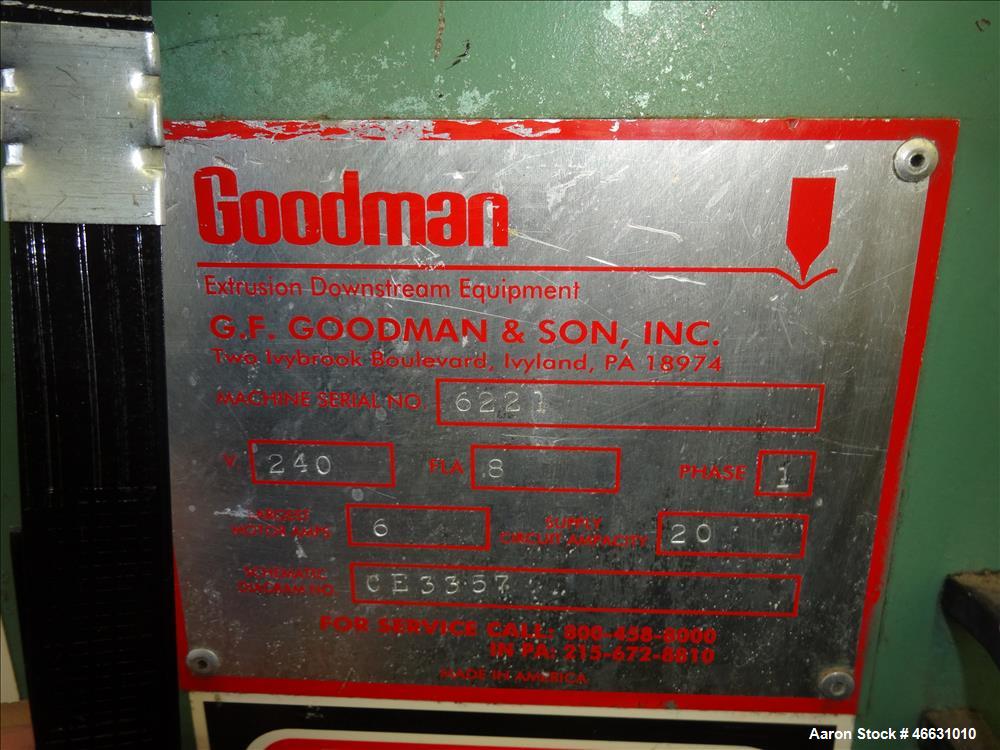 Goodman
Extrusion Downstream Equipment
G.F. GOODMAN & SON, INC.
Two Ivybrook Boulevard, Ivyland, PA 18974
MACHINE SERIAL NO. 6221
V. 240 FLA 8 PHASE 1
LARGEST MOTOR AMPS 6 SUPPLY CIRCUIT AMPACITY 20
SCHEMATIC DIAGRAM NO. CE3357
FOR SERVICE CALL: 800-458-8000
IN PA: 215-672-8810
MADE IN AMERICA
Aaron Stock # 46631010